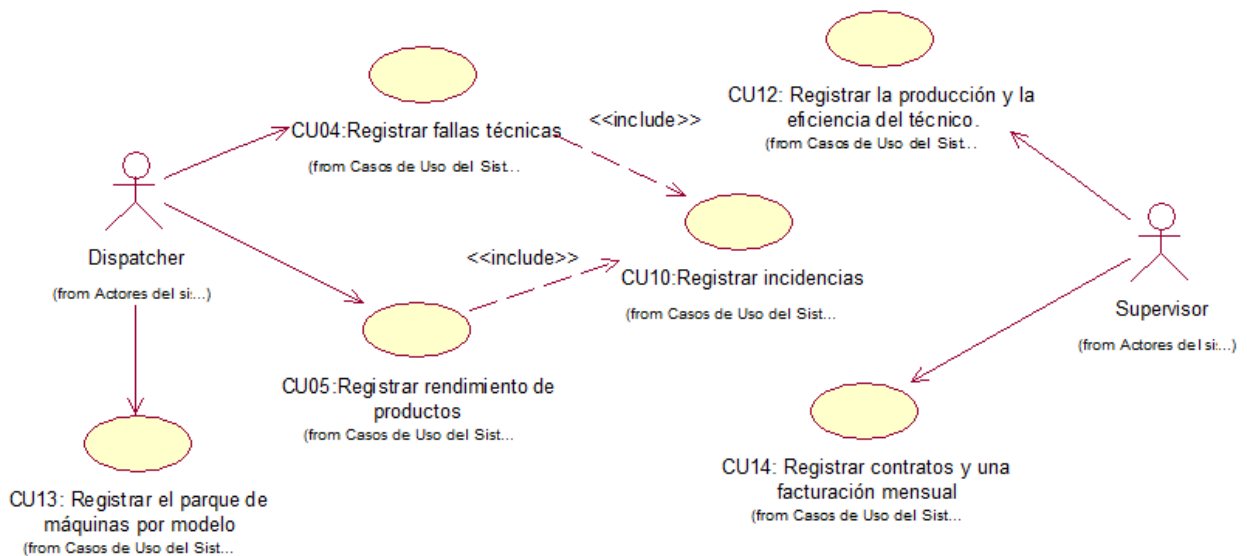 CU12: Registrar la producción y la
eficiencia del técnico.
(from Casos de Uso del Sist...
CU04:Registrar fallas técnicas
(from Casos de Uso del Sist...
<<include>>
Dispatcher
(from Actores del si:...)
<<include>>
CU10:Registrar incidencias
(from Casos de Uso del Sist...
Supervisor
(from Actores del si:...)
CU05:Registrar rendimiento de
productos
(from Casos de Uso del Sist...
CU13: Registrar el parque de
máquinas por modelo
(from Casos de Uso del Sist...
CU14: Registrar contratos y una
facturación mensual
(from Casos de Uso del Sist...